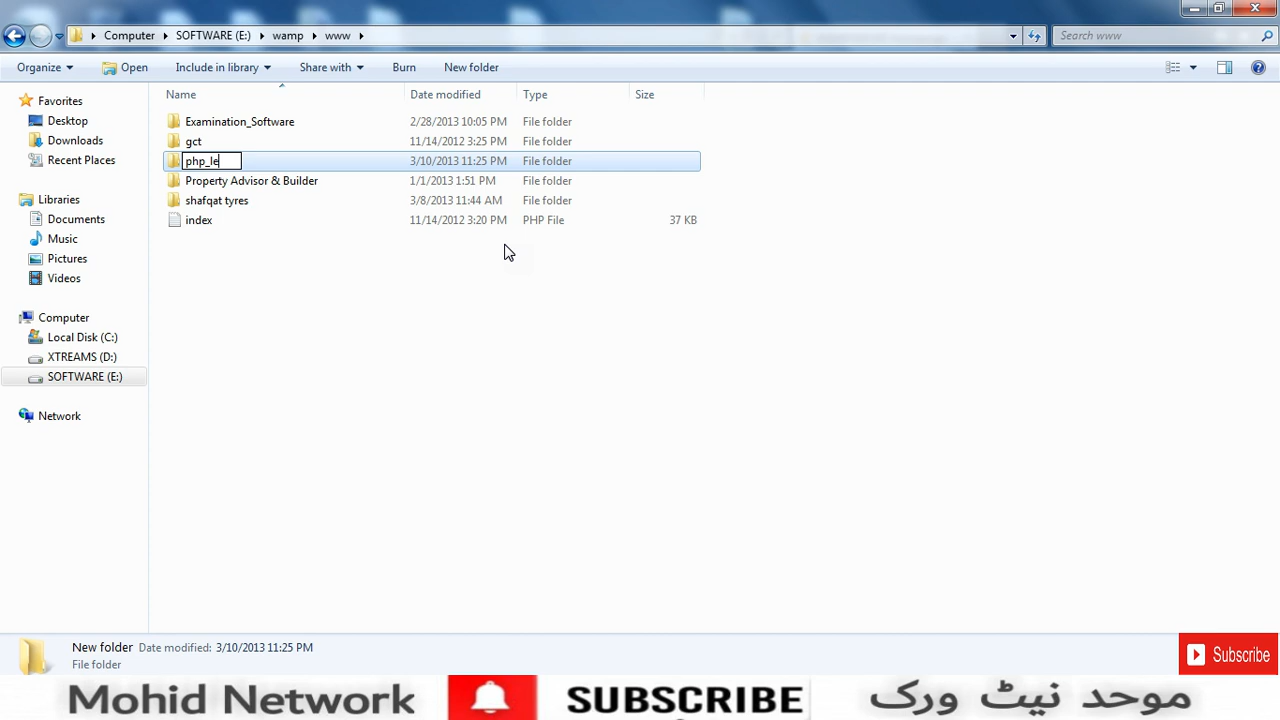 Computer SOFTWARE (E:) wamp www Search www
Organize Open Include in library Share with Burn New folder
Favorites
Desktop
Downloads
Recent Places
Libraries
Documents
Music
Pictures
Videos
Computer
Local Disk (C:)
XTREAMS (D:)
SOFTWARE (E:)
Network
Name Date modified Type Size
Examination_Software 2/28/2013 10:05 PM File folder
gct 11/14/2012 3:25 PM File folder
php_le 3/10/2013 11:25 PM File folder
Property Advisor & Builder 1/1/2013 1:51 PM File folder
shafqat tyres 3/8/2013 11:44 AM File folder
index 11/14/2012 3:20 PM PHP File 37 KB
New folder Date modified: 3/10/2013 11:25 PM
File folder
Subscribe
Mohid Network SUBSCRIBE موحد نیٹ ورک